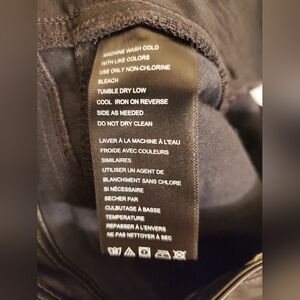 MACHINE WASH COLD
WITH LIKE COLORS
USE ONLY NON-CHLORINE
BLEACH
TUMBLE DRY LOW
COOL IRON ON REVERSE
SIDE AS NEEDED
DO NOT DRY CLEAN
LAVER À LA MACHINE À L'EAU
FROIDE AVEC COULEURS
SIMILAIRES
UTILISER UN AGENT DE
BLANCHIMENT SANS CHLORE
SI NÉCESSAIRE
SECHER PAR
CULBUTAGE À BASSE
TEMPERATURE
REPASSER À L'ENVERS
NE PAS NETTOYER À SEC